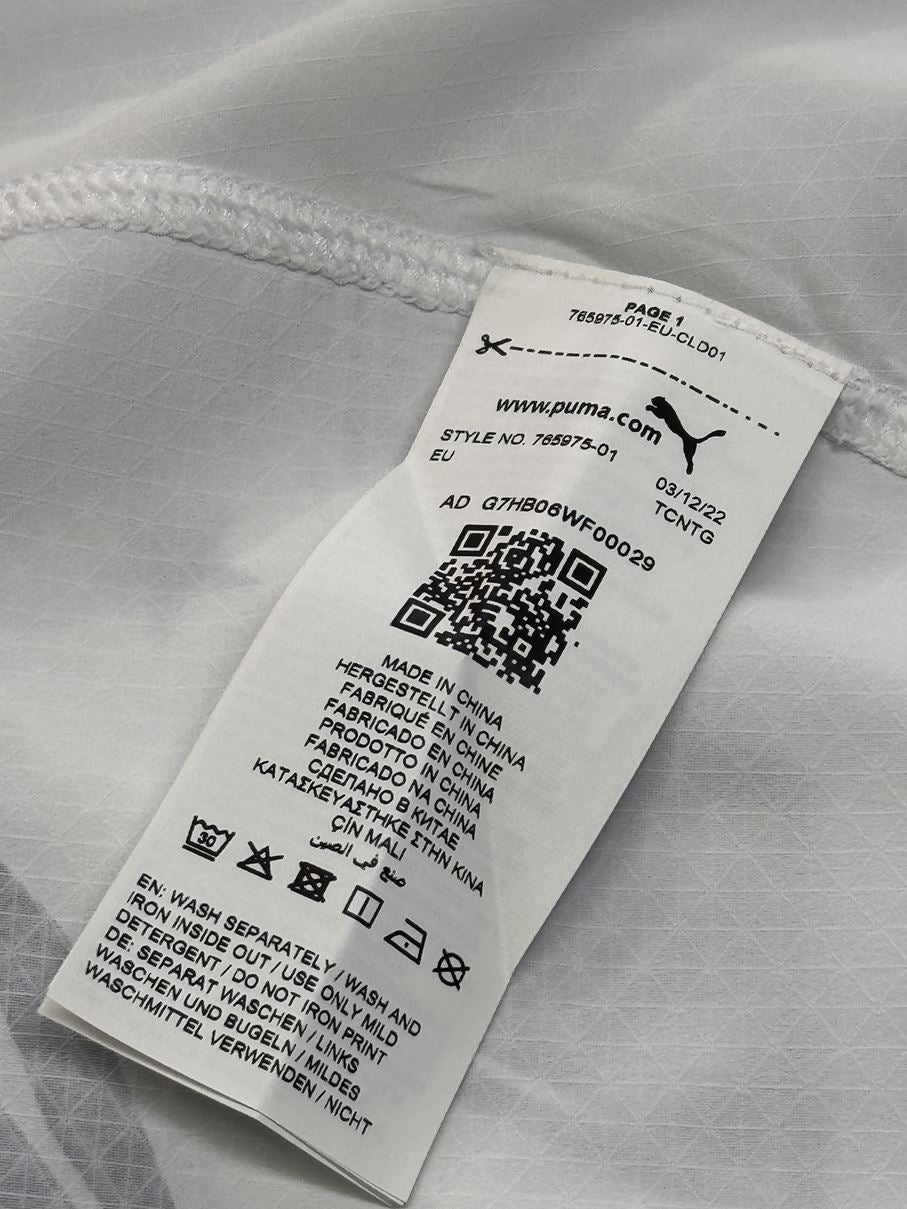 PAGE 1
765975-01-EU-CLD01
www.puma.com
STYLE NO. 765975-01
EU
03/12/22
TCNTG
AD G7HB06WF00029
MADE IN CHINA
HERGESTELLT IN CHINA
FABRIQUÉ EN CHINE
FABRICADO EN CHINA
PRODOTTO IN CHINA
FABRICADO NA CHINA
СДЕЛАНО В КИТАЕ
ΚΑΤΑΣΚΕΥΑΣΤΗΚΕ ΣΤΗΝ ΚΙΝΑ
ÇİN MALI
صنع في الصين
30
EN: WASH SEPARATELY / WASH AND
IRON INSIDE OUT / USE ONLY MILD
DETERGENT / DO NOT IRON PRINT
DE: SEPARAT WASCHEN / LINKS
WASCHEN UND BUGELN / MILDES
WASCHMITTEL VERWENDEN / NICHT